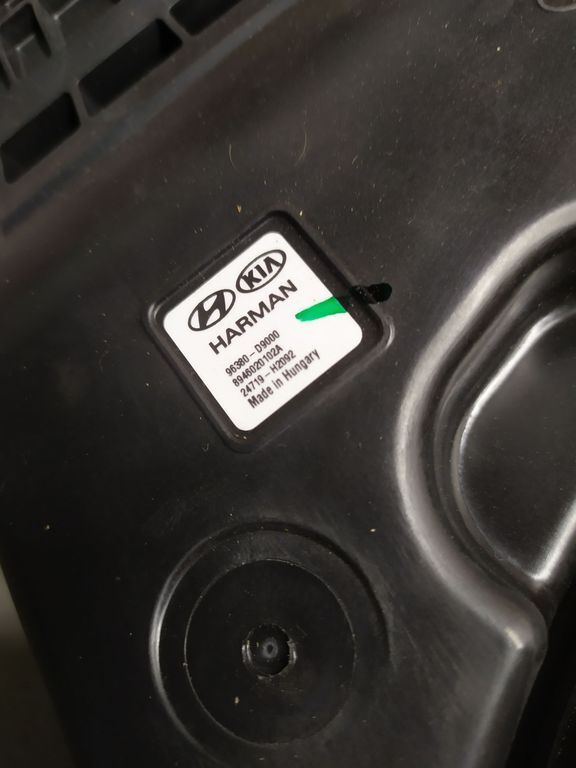 KIA
HARMAN
96380-D9000
8946020102A
24719-H2092
Made in Hungary